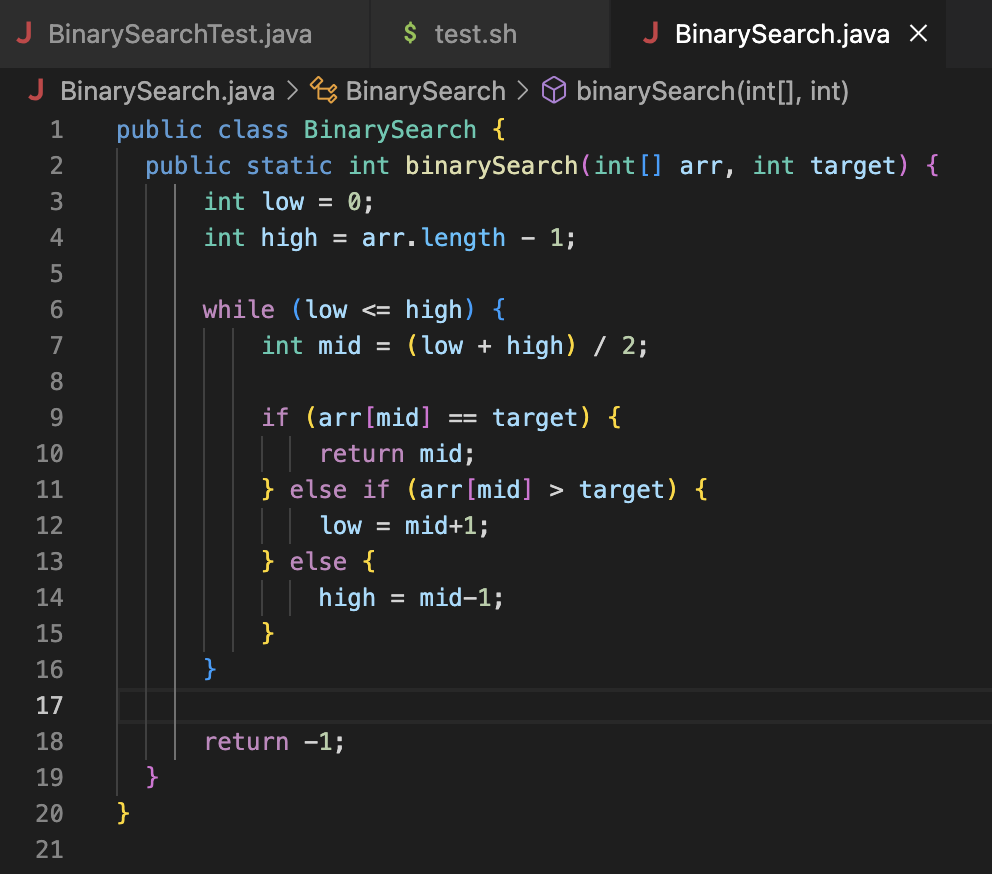 BinarySearchTest.java $ test.sh J BinarySearch.java ×
J BinarySearch.java > BinarySearch > binarySearch(int[], int)
1 public class BinarySearch {
2   public static int binarySearch(int[] arr, int target) {
3       int low = 0;
4       int high = arr.length - 1;
5
6       while (low <= high) {
7           int mid = (low + high) / 2;
8
9           if (arr[mid] == target) {
10              return mid;
11          } else if (arr[mid] > target) {
12              low = mid+1;
13          } else {
14              high = mid-1;
15          }
16      }
17
18      return -1;
19  }
20 }
21